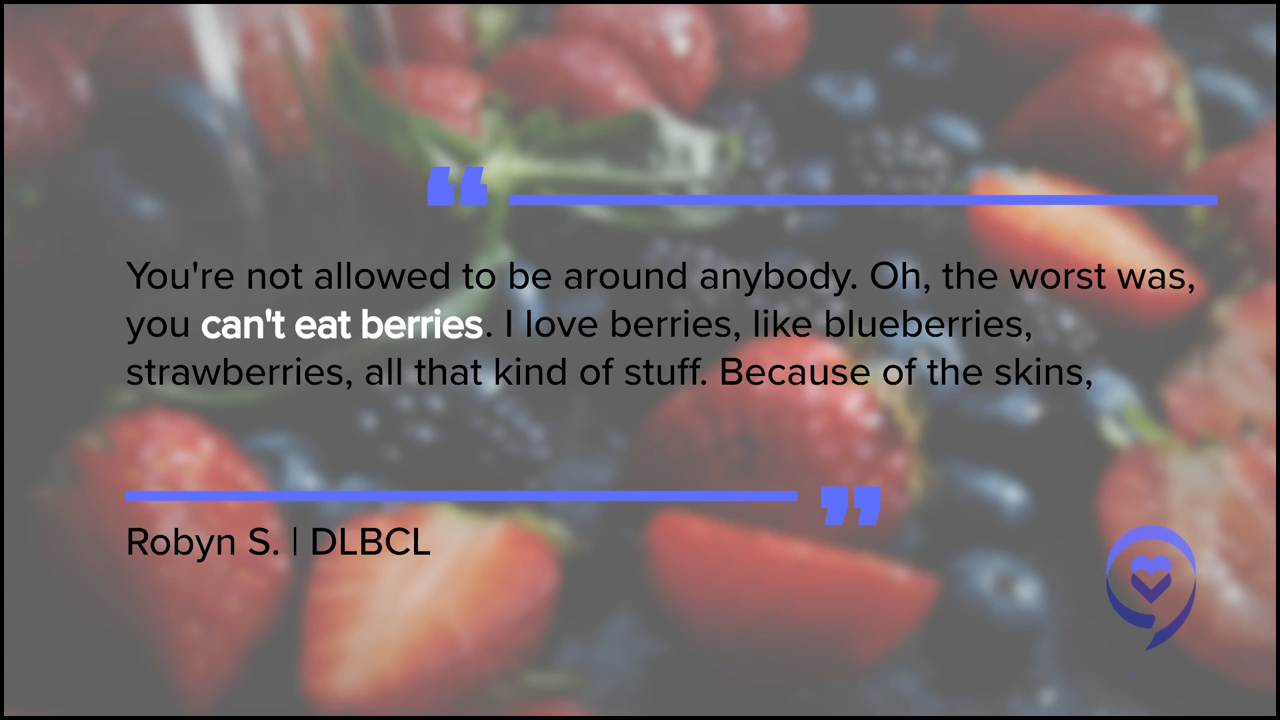 “
You're not allowed to be around anybody. Oh, the worst was,
you can't eat berries. I love berries, like blueberries,
strawberries, all that kind of stuff. Because of the skins,
”
Robyn S. | DLBCL